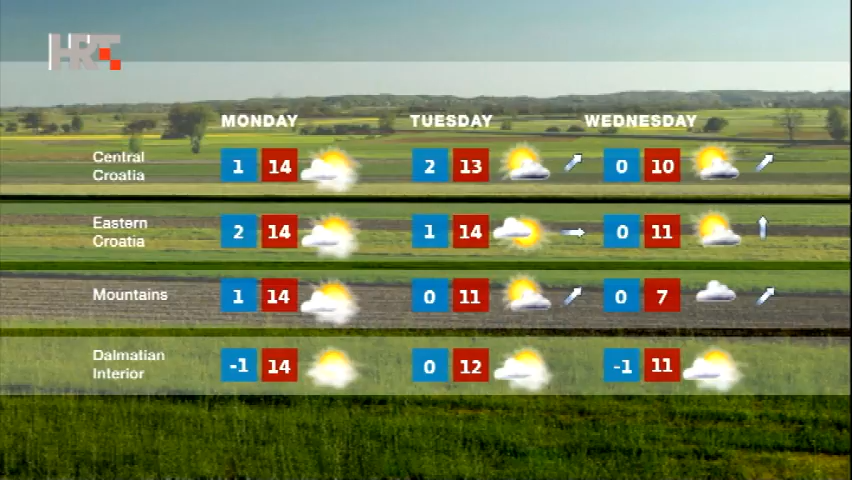 HRT
MONDAY TUESDAY WEDNESDAY
Central
Croatia
1 14 2 13 0 10
Eastern
Croatia
2 14 1 14 0 11
Mountains
1 14 0 11 0 7
Dalmatian
Interior
-1 14 0 12 -1 11